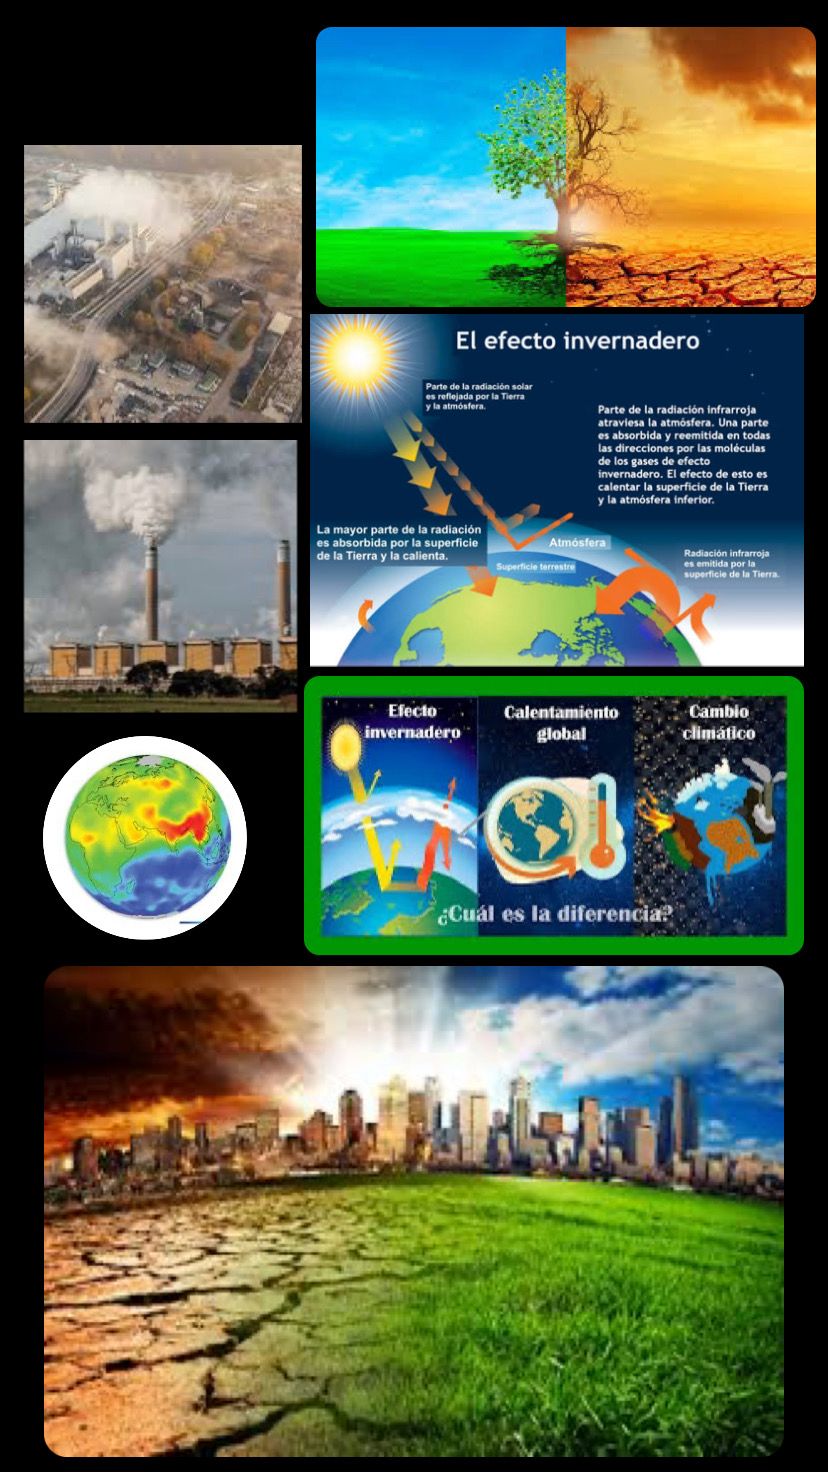 El efecto invernadero
Parte de la radiación solar
es reflejada por la Tierra
y la atmósfera.
Parte de la radiación infrarroja
atraviesa la atmósfera. Una parte
es absorbida y reemitida en todas
las direcciones por las moléculas
de los gases de efecto
invernadero. El efecto de esto es
calentar la superficie de la Tierra
y la atmósfera inferior.
La mayor parte de la radiación
es absorbida por la superficie
de la Tierra y la calienta.
Atmósfera
Superficie terrestre
Radiación infrarroja
es emitida por la
superficie de la Tierra.
Efecto
invernadero
Calentamiento
global
Cambio
climático
¿Cuál es la diferencia?